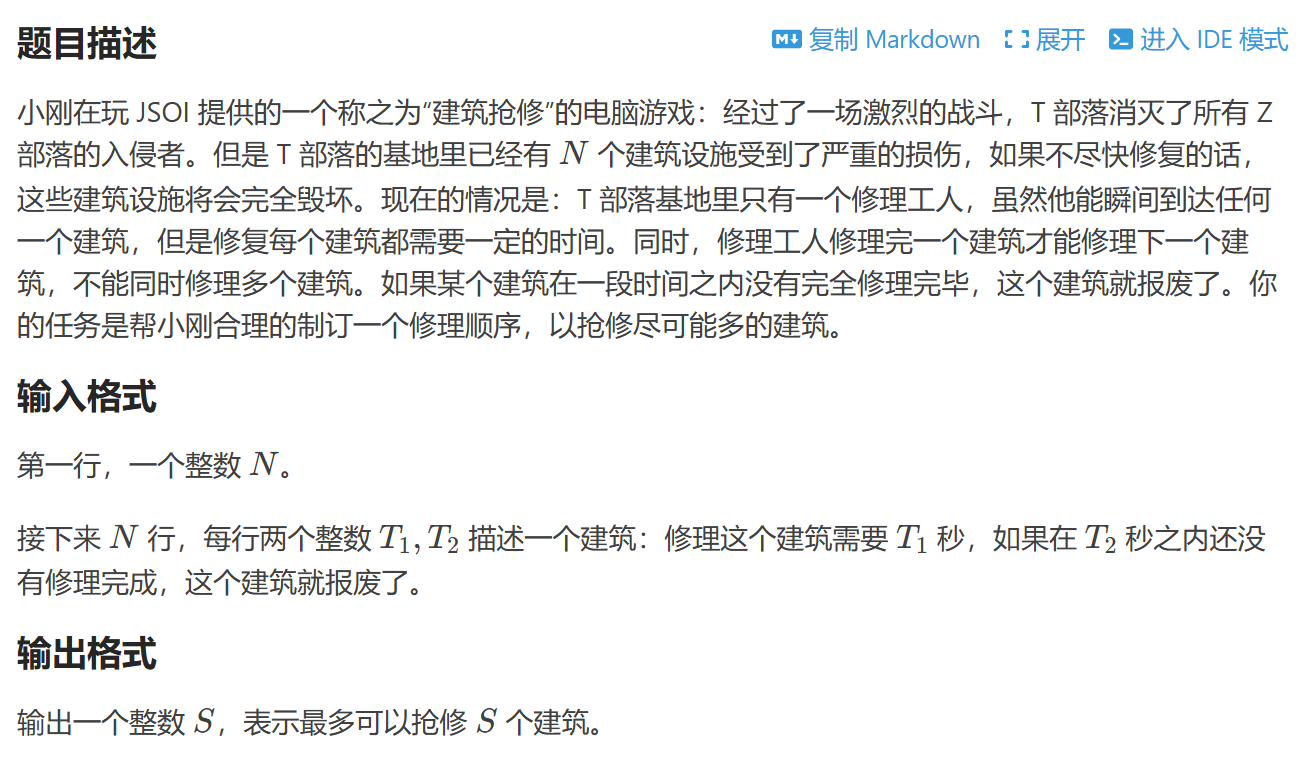 题目描述
复制 Markdown 展开 进入 IDE 模式
小刚在玩 JSOI 提供的一个称之为“建筑抢修”的电脑游戏：经过了一场激烈的战斗，T 部落消灭了所有 Z
部落的入侵者。但是 T 部落的基地里已经有 N 个建筑设施受到了严重的损伤，如果不尽快修复的话，
这些建筑设施将会完全毁坏。现在的情况是：T 部落基地里只有一个修理工人，虽然他能瞬间到达任何
一个建筑，但是修复每个建筑都需要一定的时间。同时，修理工人修理完一个建筑才能修理下一个建
筑，不能同时修理多个建筑。如果某个建筑在一段时间之内没有完全修理完毕，这个建筑就报废了。你
的任务是帮小刚合理的制订一个修理顺序，以抢修尽可能多的建筑。
输入格式
第一行，一个整数 N。
接下来 N 行，每行两个整数 T₁, T₂ 描述一个建筑：修理这个建筑需要 T₁ 秒，如果在 T₂ 秒之内还没
有修理完成，这个建筑就报废了。
输出格式
输出一个整数 S，表示最多可以抢修 S 个建筑。